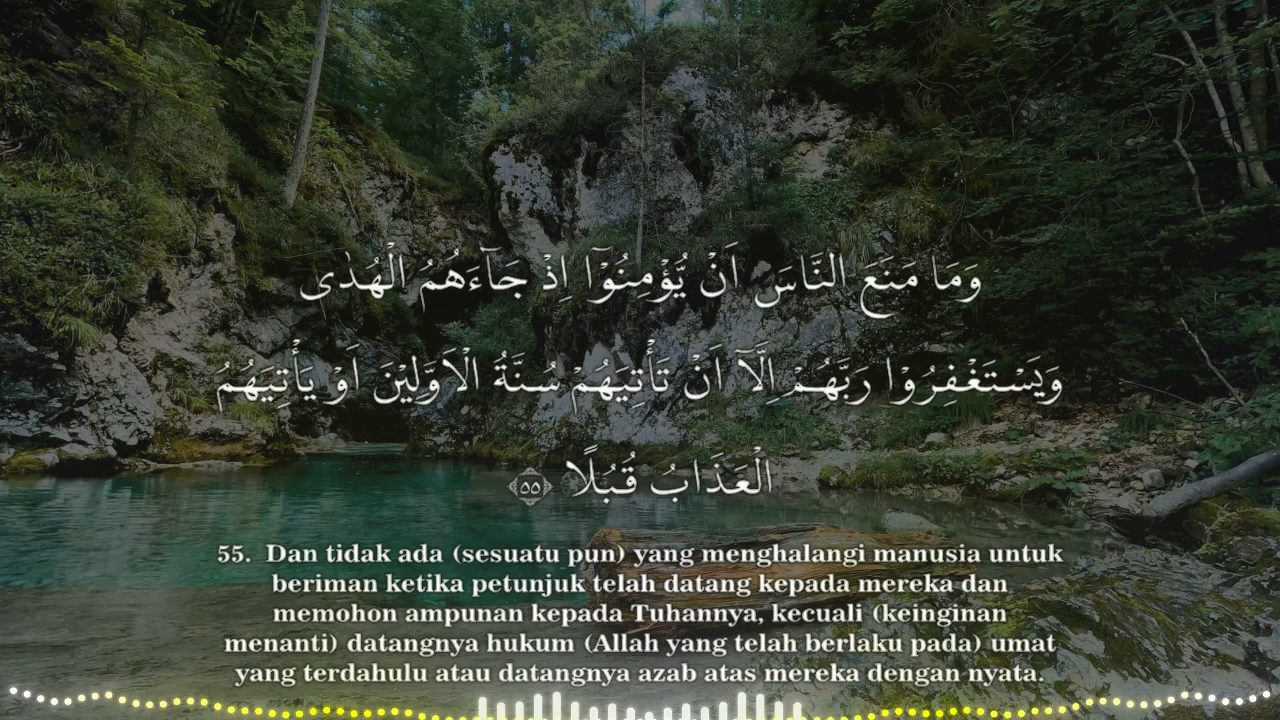 وَمَا مَنَعَ النَّاسَ اَنْ يُّؤْمِنُوْٓا اِذْ جَاۤءَهُمُ الْهُدٰى
وَيَسْتَغْفِرُوْا رَبَّهُمْ اِلَّآ اَنْ تَأْتِيَهُمْ سُنَّةُ الْاَوَّلِيْنَ اَوْ يَأْتِيَهُمُ
الْعَذَابُ قُبُلًا ۝٥٥
55. Dan tidak ada (sesuatu pun) yang menghalangi manusia untuk
beriman ketika petunjuk telah datang kepada mereka dan
memohon ampunan kepada Tuhannya, kecuali (keinginan
menanti) datangnya hukum (Allah yang telah berlaku pada) umat
yang terdahulu atau datangnya azab atas mereka dengan nyata.